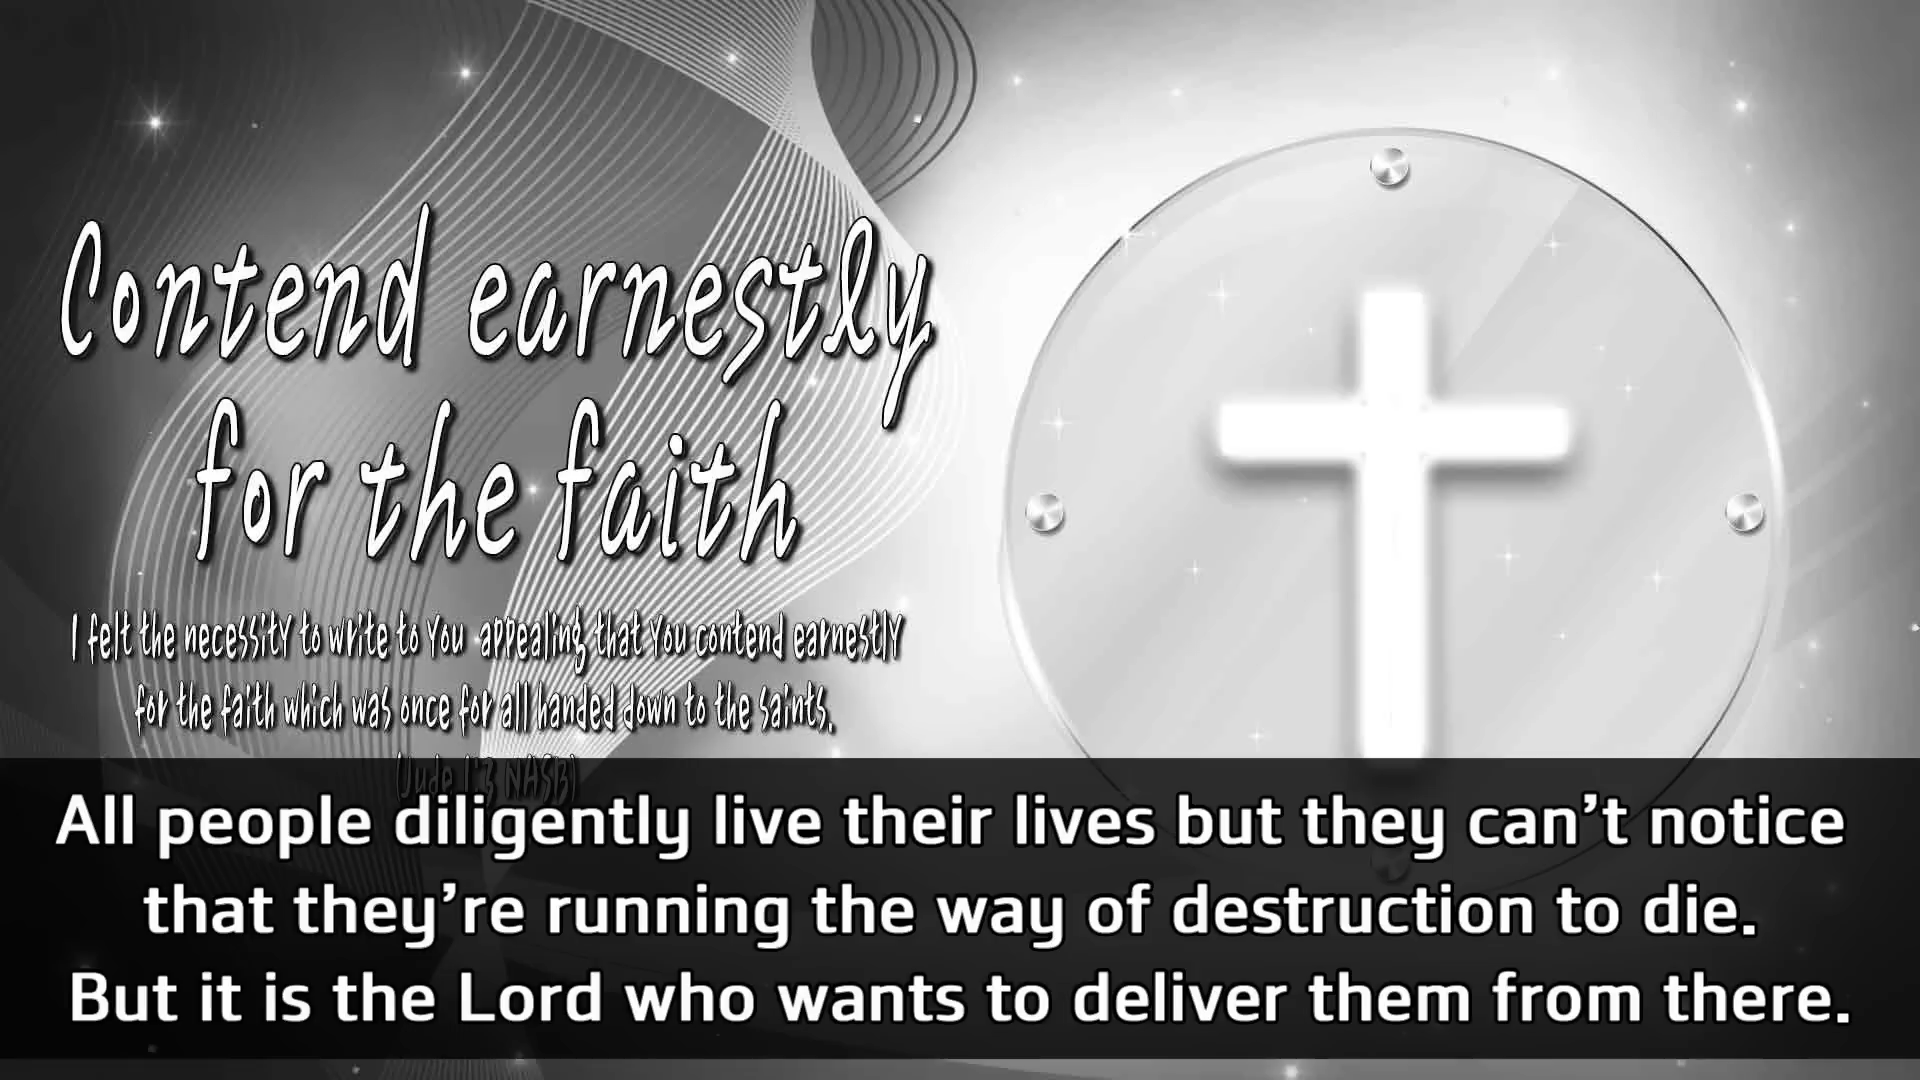 Contend earnestly
for the faith
I felt the necessity to write to you appealing that you contend earnestly
for the faith which was once for all handed down to the saints.
(Jude 1:3 NASB)
All people diligently live their lives but they can’t notice
that they’re running the way of destruction to die.
But it is the Lord who wants to deliver them from there.